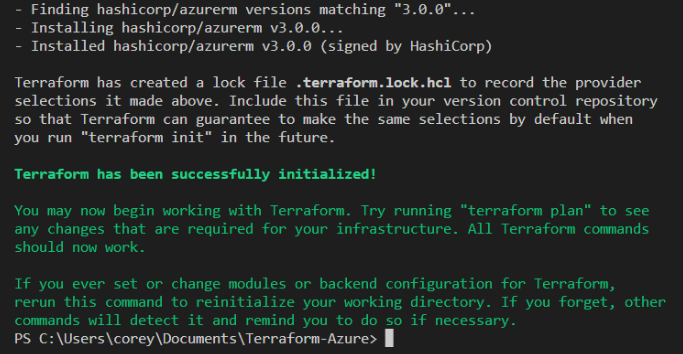 - Finding hashicorp/azurerm versions matching "3.0.0"...
- Installing hashicorp/azurerm v3.0.0...
- Installed hashicorp/azurerm v3.0.0 (signed by HashiCorp)
Terraform has created a lock file .terraform.lock.hcl to record the provider
selections it made above. Include this file in your version control repository
so that Terraform can guarantee to make the same selections by default when
you run "terraform init" in the future.
Terraform has been successfully initialized!
You may now begin working with Terraform. Try running "terraform plan" to see
any changes that are required for your infrastructure. All Terraform commands
should now work.
If you ever set or change modules or backend configuration for Terraform,
rerun this command to reinitialize your working directory. If you forget, other
commands will detect it and remind you to do so if necessary.
PS C:\Users\corey\Documents\Terraform-Azure>